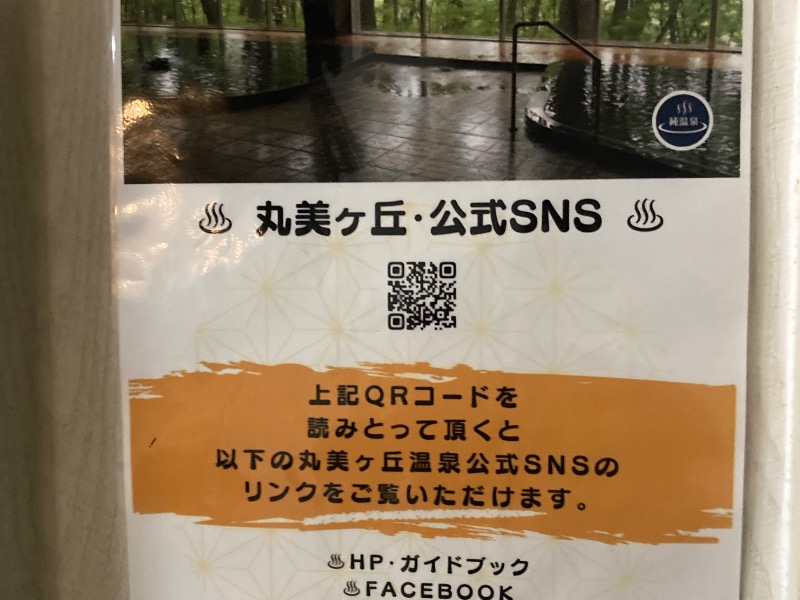 純温泉
♨ 丸美ヶ丘・公式SNS ♨
上記QRコードを
読みとって頂くと
以下の丸美ヶ丘温泉公式SNSの
リンクをご覧いただけます。
♨HP・ガイドブック
♨FACEBOOK